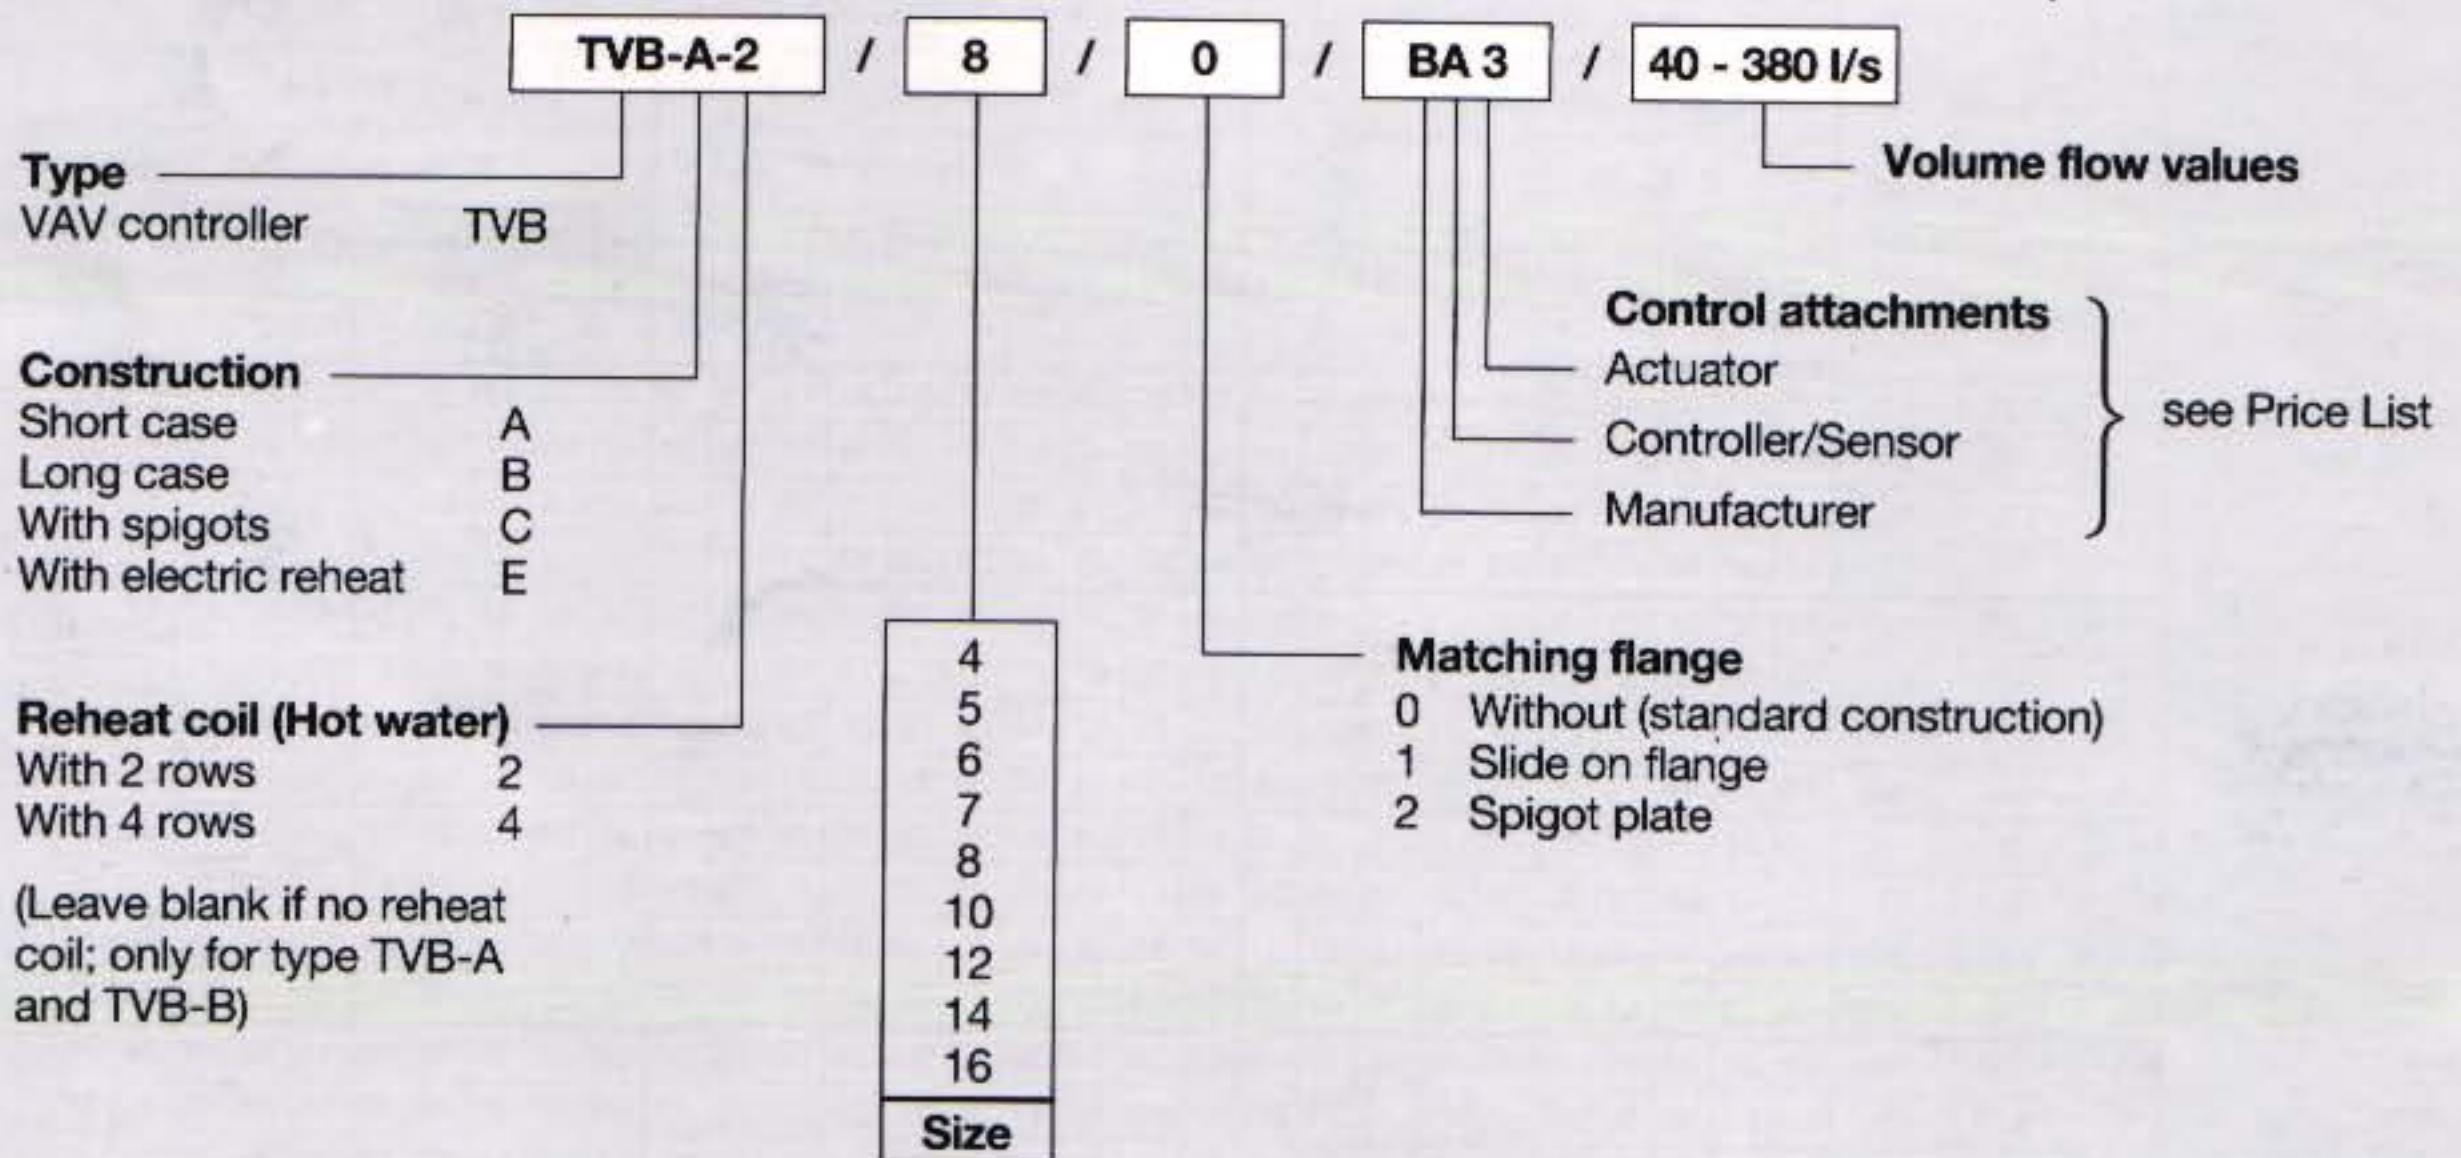 TVB-A-2 / 8 / 0 / BA 3 / 40 - 380 l/s
Type
VAV controller TVB
Construction
Short case A
Long case B
With spigots C
With electric reheat E
Reheat coil (Hot water)
With 2 rows 2
With 4 rows 4
(Leave blank if no reheat
coil; only for type TVB-A
and TVB-B)
4
5
6
7
8
10
12
14
16
Size
Volume flow values
Control attachments
Actuator
Controller/Sensor
Manufacturer
see Price List
Matching flange
0 Without (standard construction)
1 Slide on flange
2 Spigot plate